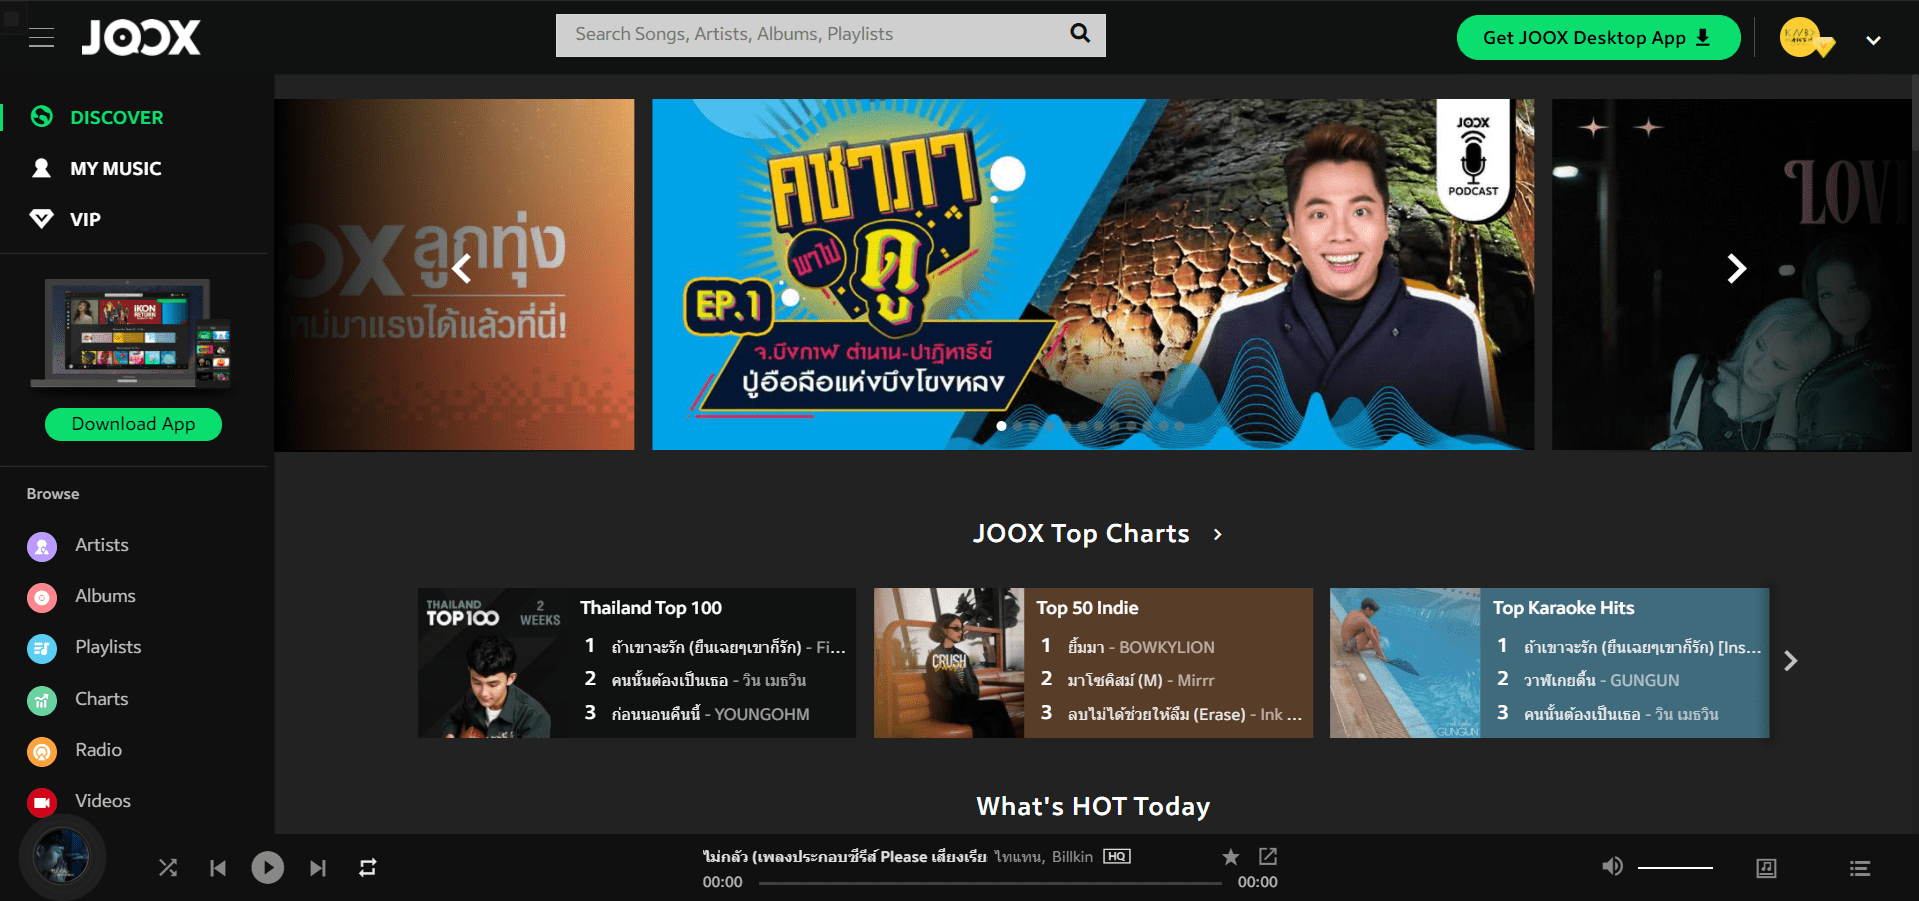 JOOX
Search Songs, Artists, Albums, Playlists
Get JOOX Desktop App
DISCOVER
MY MUSIC
VIP
Download App
Browse
Artists
Albums
Playlists
Charts
Radio
Videos
OX ลูกทุ่ง
หม่มาแรงได้แล้วที่นี่!
คชาภา
พาไป
ดู
EP.1
จ.บึงกาฬ ตำนาน-ปาฏิหาริย์
ปู่อือลือแห่งบึงโขงหลง
JOOX
PODCAST
LOV
JOOX Top Charts
THAILAND
TOP100
2
WEEKS
Thailand Top 100
1 ถ้าเขาจะรัก (ยืนเฉยๆเขาก็รัก) - Fi...
2 คนนั้นต้องเป็นเธอ - วิน เมธวิน
3 ก่อนนอนคืนนี้ - YOUNGOHM
CRUSH
Top 50 Indie
1 ยิ้มมา - BOWKYLION
2 มาโซคิสม์ (M) - Mirrr
3 ลบไม่ได้ช่วยให้ลืม (Erase) - Ink ...
GUNGUN
Top Karaoke Hits
1 ถ้าเขาจะรัก (ยืนเฉยๆเขาก็รัก) [Ins...
2 วาฬเกยตื้น - GUNGUN
3 คนนั้นต้องเป็นเธอ - วิน เมธวิน
What's HOT Today
ไม่กลัว (เพลงประกอบซีรีส์ Please เสียงเรีย ไทแทน, Billkin HQ
00:00
00:00